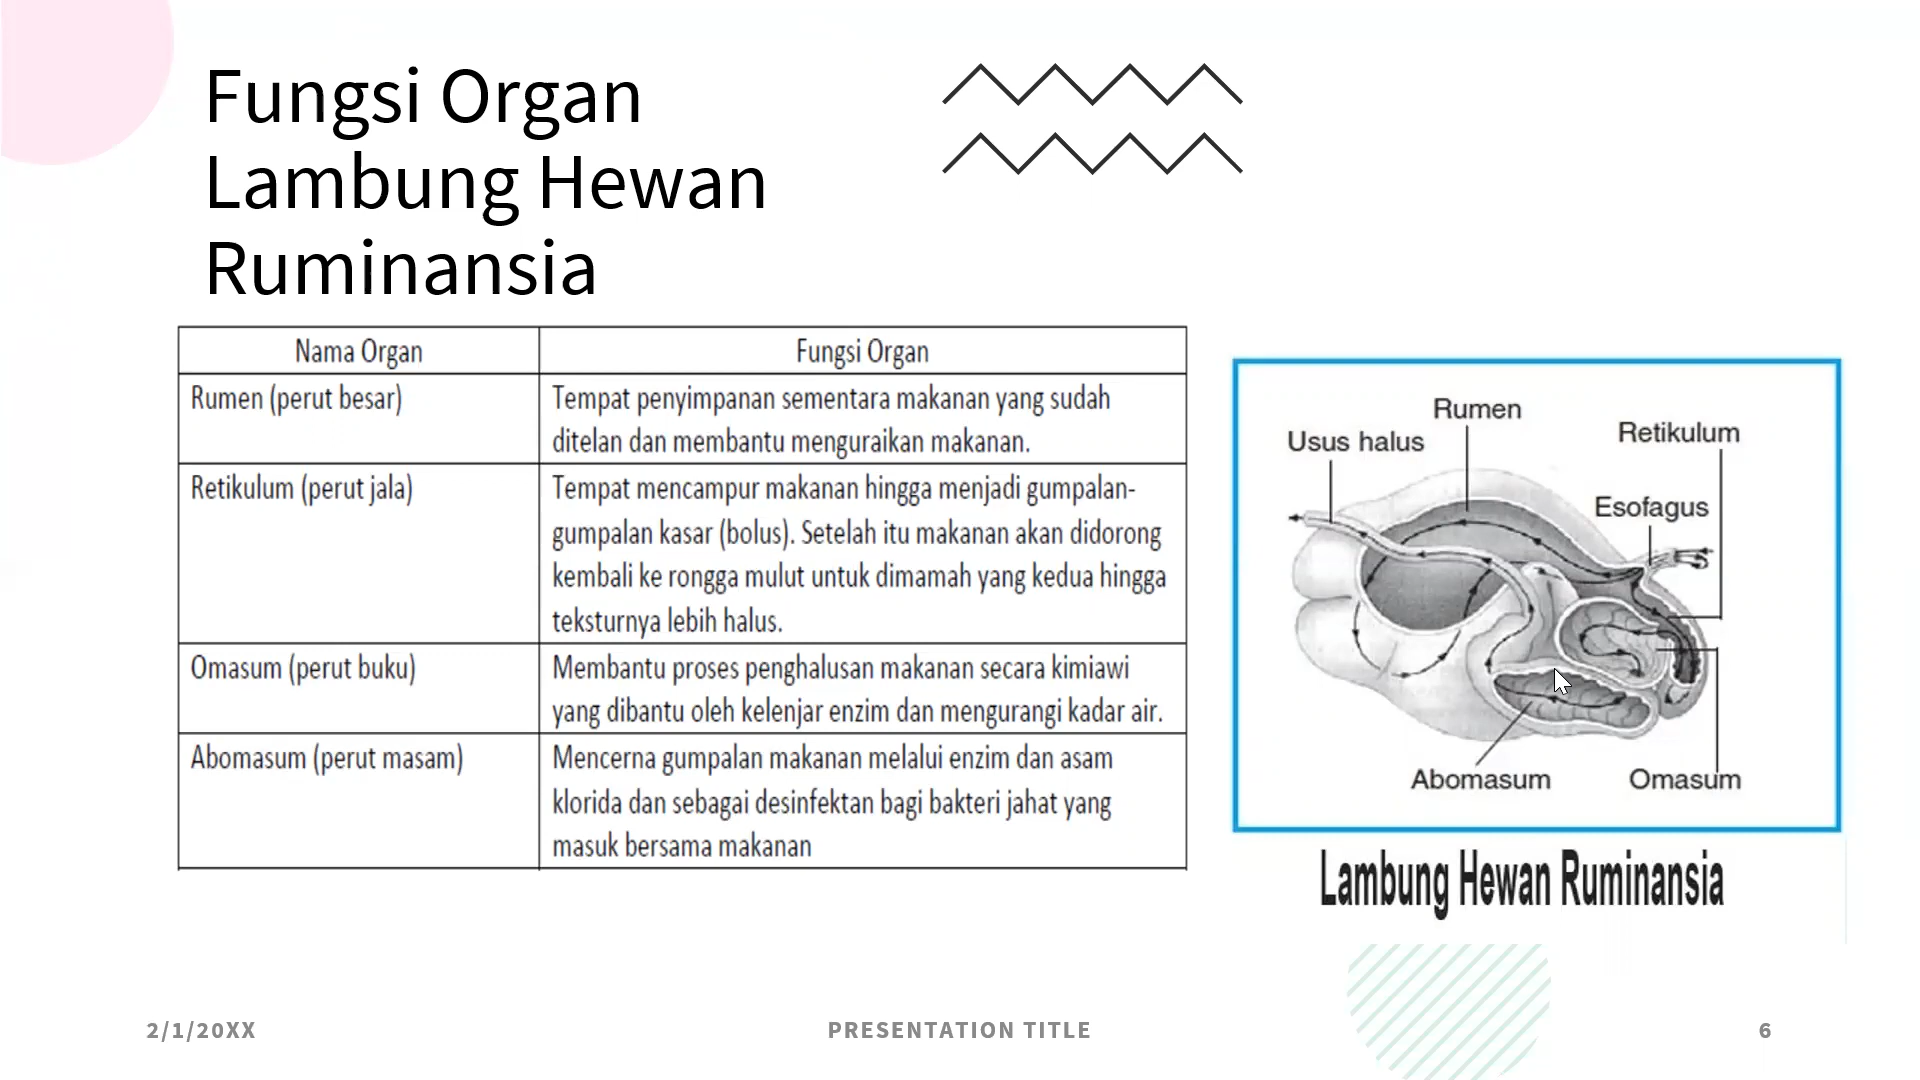 Fungsi Organ
Lambung Hewan
Ruminansia
Nama Organ
Fungsi Organ
Rumen (perut besar)
Tempat penyimpanan sementara makanan yang sudah
ditelan dan membantu menguraikan makanan.
Retikulum (perut jala)
Tempat mencampur makanan hingga menjadi gumpalan-
gumpalan kasar (bolus). Setelah itu makanan akan didorong
kembali ke rongga mulut untuk dimamah yang kedua hingga
teksturnya lebih halus.
Omasum (perut buku)
Membantu proses penghalusan makanan secara kimiawi
yang dibantu oleh kelenjar enzim dan mengurangi kadar air.
Abomasum (perut masam)
Mencerna gumpalan makanan melalui enzim dan asam
klorida dan sebagai desinfektan bagi bakteri jahat yang
masuk bersama makanan
Rumen
Retikulum
Usus halus
Esofagus
Abomasum
Omasum
Lambung Hewan Ruminansia
2/1/20XX
PRESENTATION TITLE
6